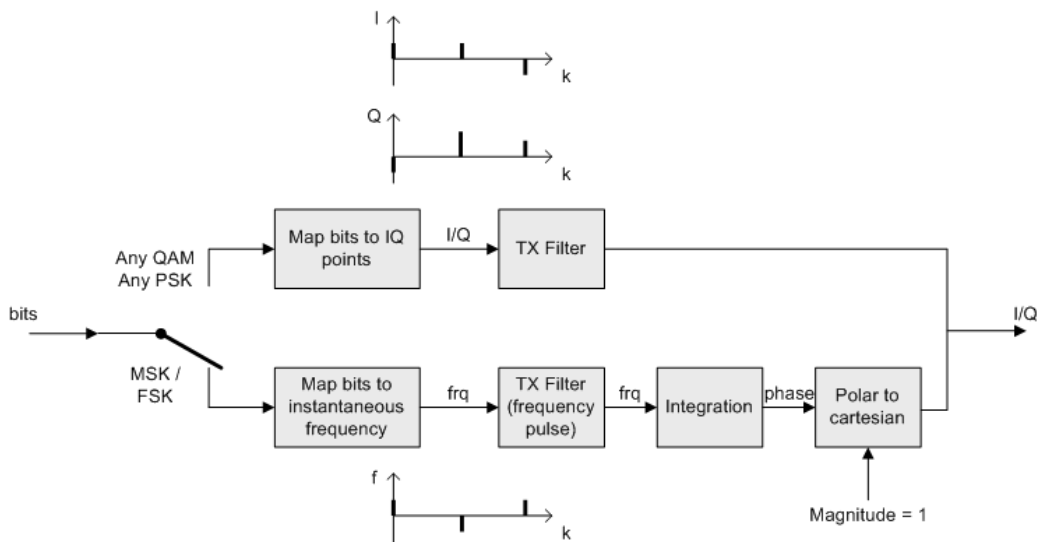 I
k
Q
k
Any QAM
Any PSK
Map bits to IQ
points
I/Q
TX Filter
bits
I/Q
MSK /
FSK
Map bits to
instantaneous
frequency
frq
TX Filter
(frequency
pulse)
frq
Integration
phase
Polar to
cartesian
f
k
Magnitude = 1